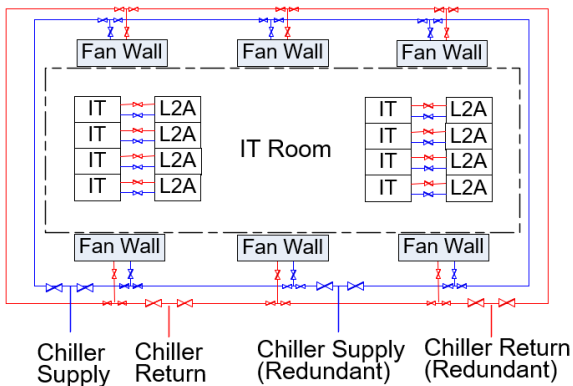 Fan Wall Fan Wall Fan Wall
IT L2A IT L2A
IT L2A IT L2A
IT L2A IT L2A
IT L2A IT L2A
IT Room
Fan Wall Fan Wall Fan Wall
Chiller
Supply
Chiller
Return
Chiller Supply
(Redundant)
Chiller Return
(Redundant)